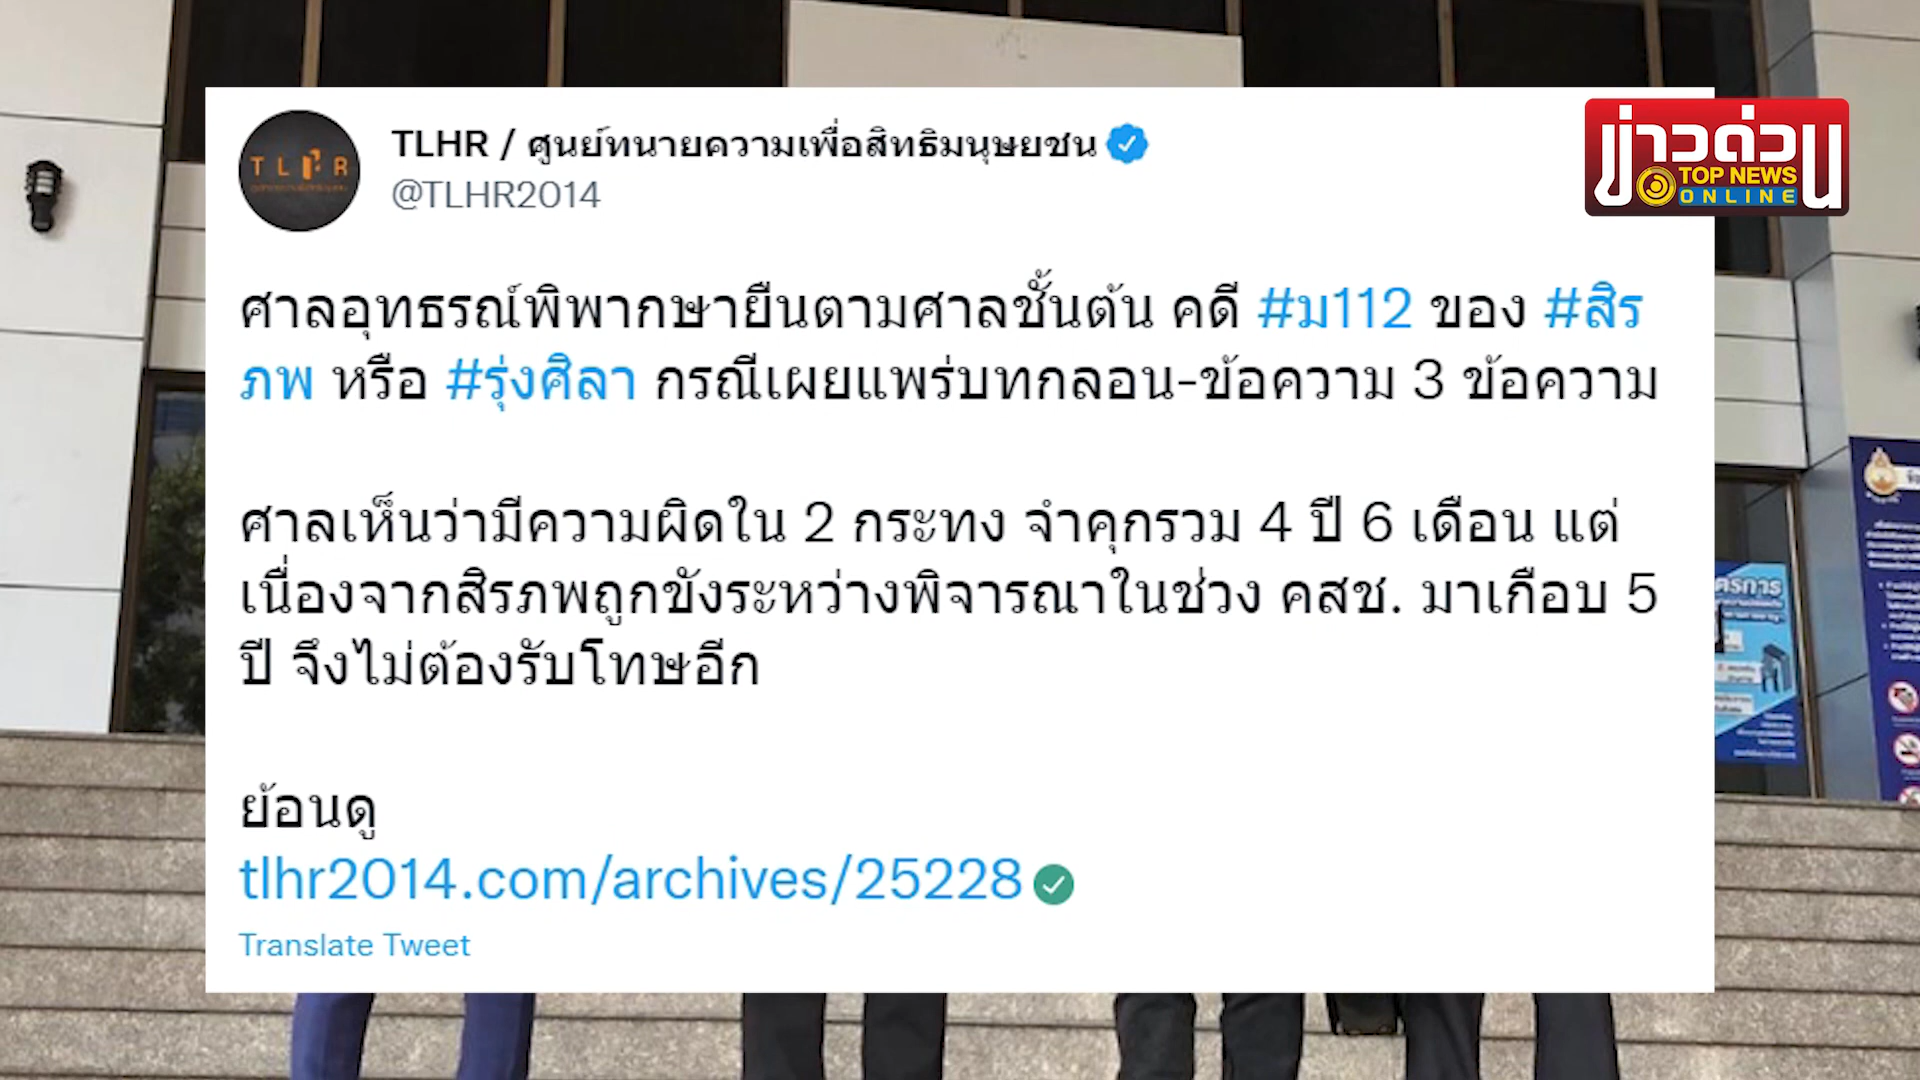 TLHR / ศูนย์ทนายความเพื่อสิทธิมนุษยชน
@TLHR2014
TLHR
ข่าวด่วน
TOP NEWS
ONLINE
ศาลอุทธรณ์พิพากษายืนตามศาลชั้นต้น คดี #ม112 ของ #สิร
ภพ หรือ #รุ่งศิลา กรณีเผยแพร่บทกลอน-ข้อความ 3 ข้อความ
ศาลเห็นว่ามีความผิดใน 2 กระทง จำคุกรวม 4 ปี 6 เดือน แต่
เนื่องจากสิรภพถูกขังระหว่างพิจารณาในช่วง คสช. มาเกือบ 5
ปี จึงไม่ต้องรับโทษอีก
ย้อนดู
tlhr2014.com/archives/25228
Translate Tweet